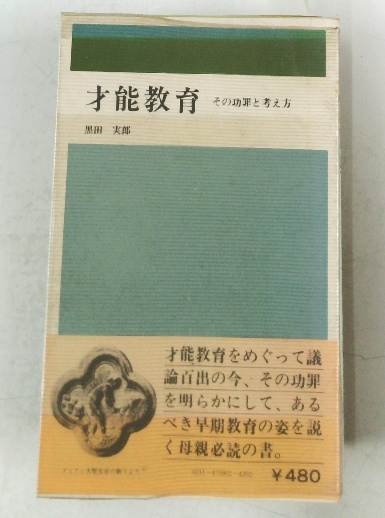 才能教育 その功罪と考え方
黒田 実郎
才能教育をめぐって議
論百出の今、その功罪
を明らかにして、ある
べき早期教育の姿を説
く母親必読の書。
¥480